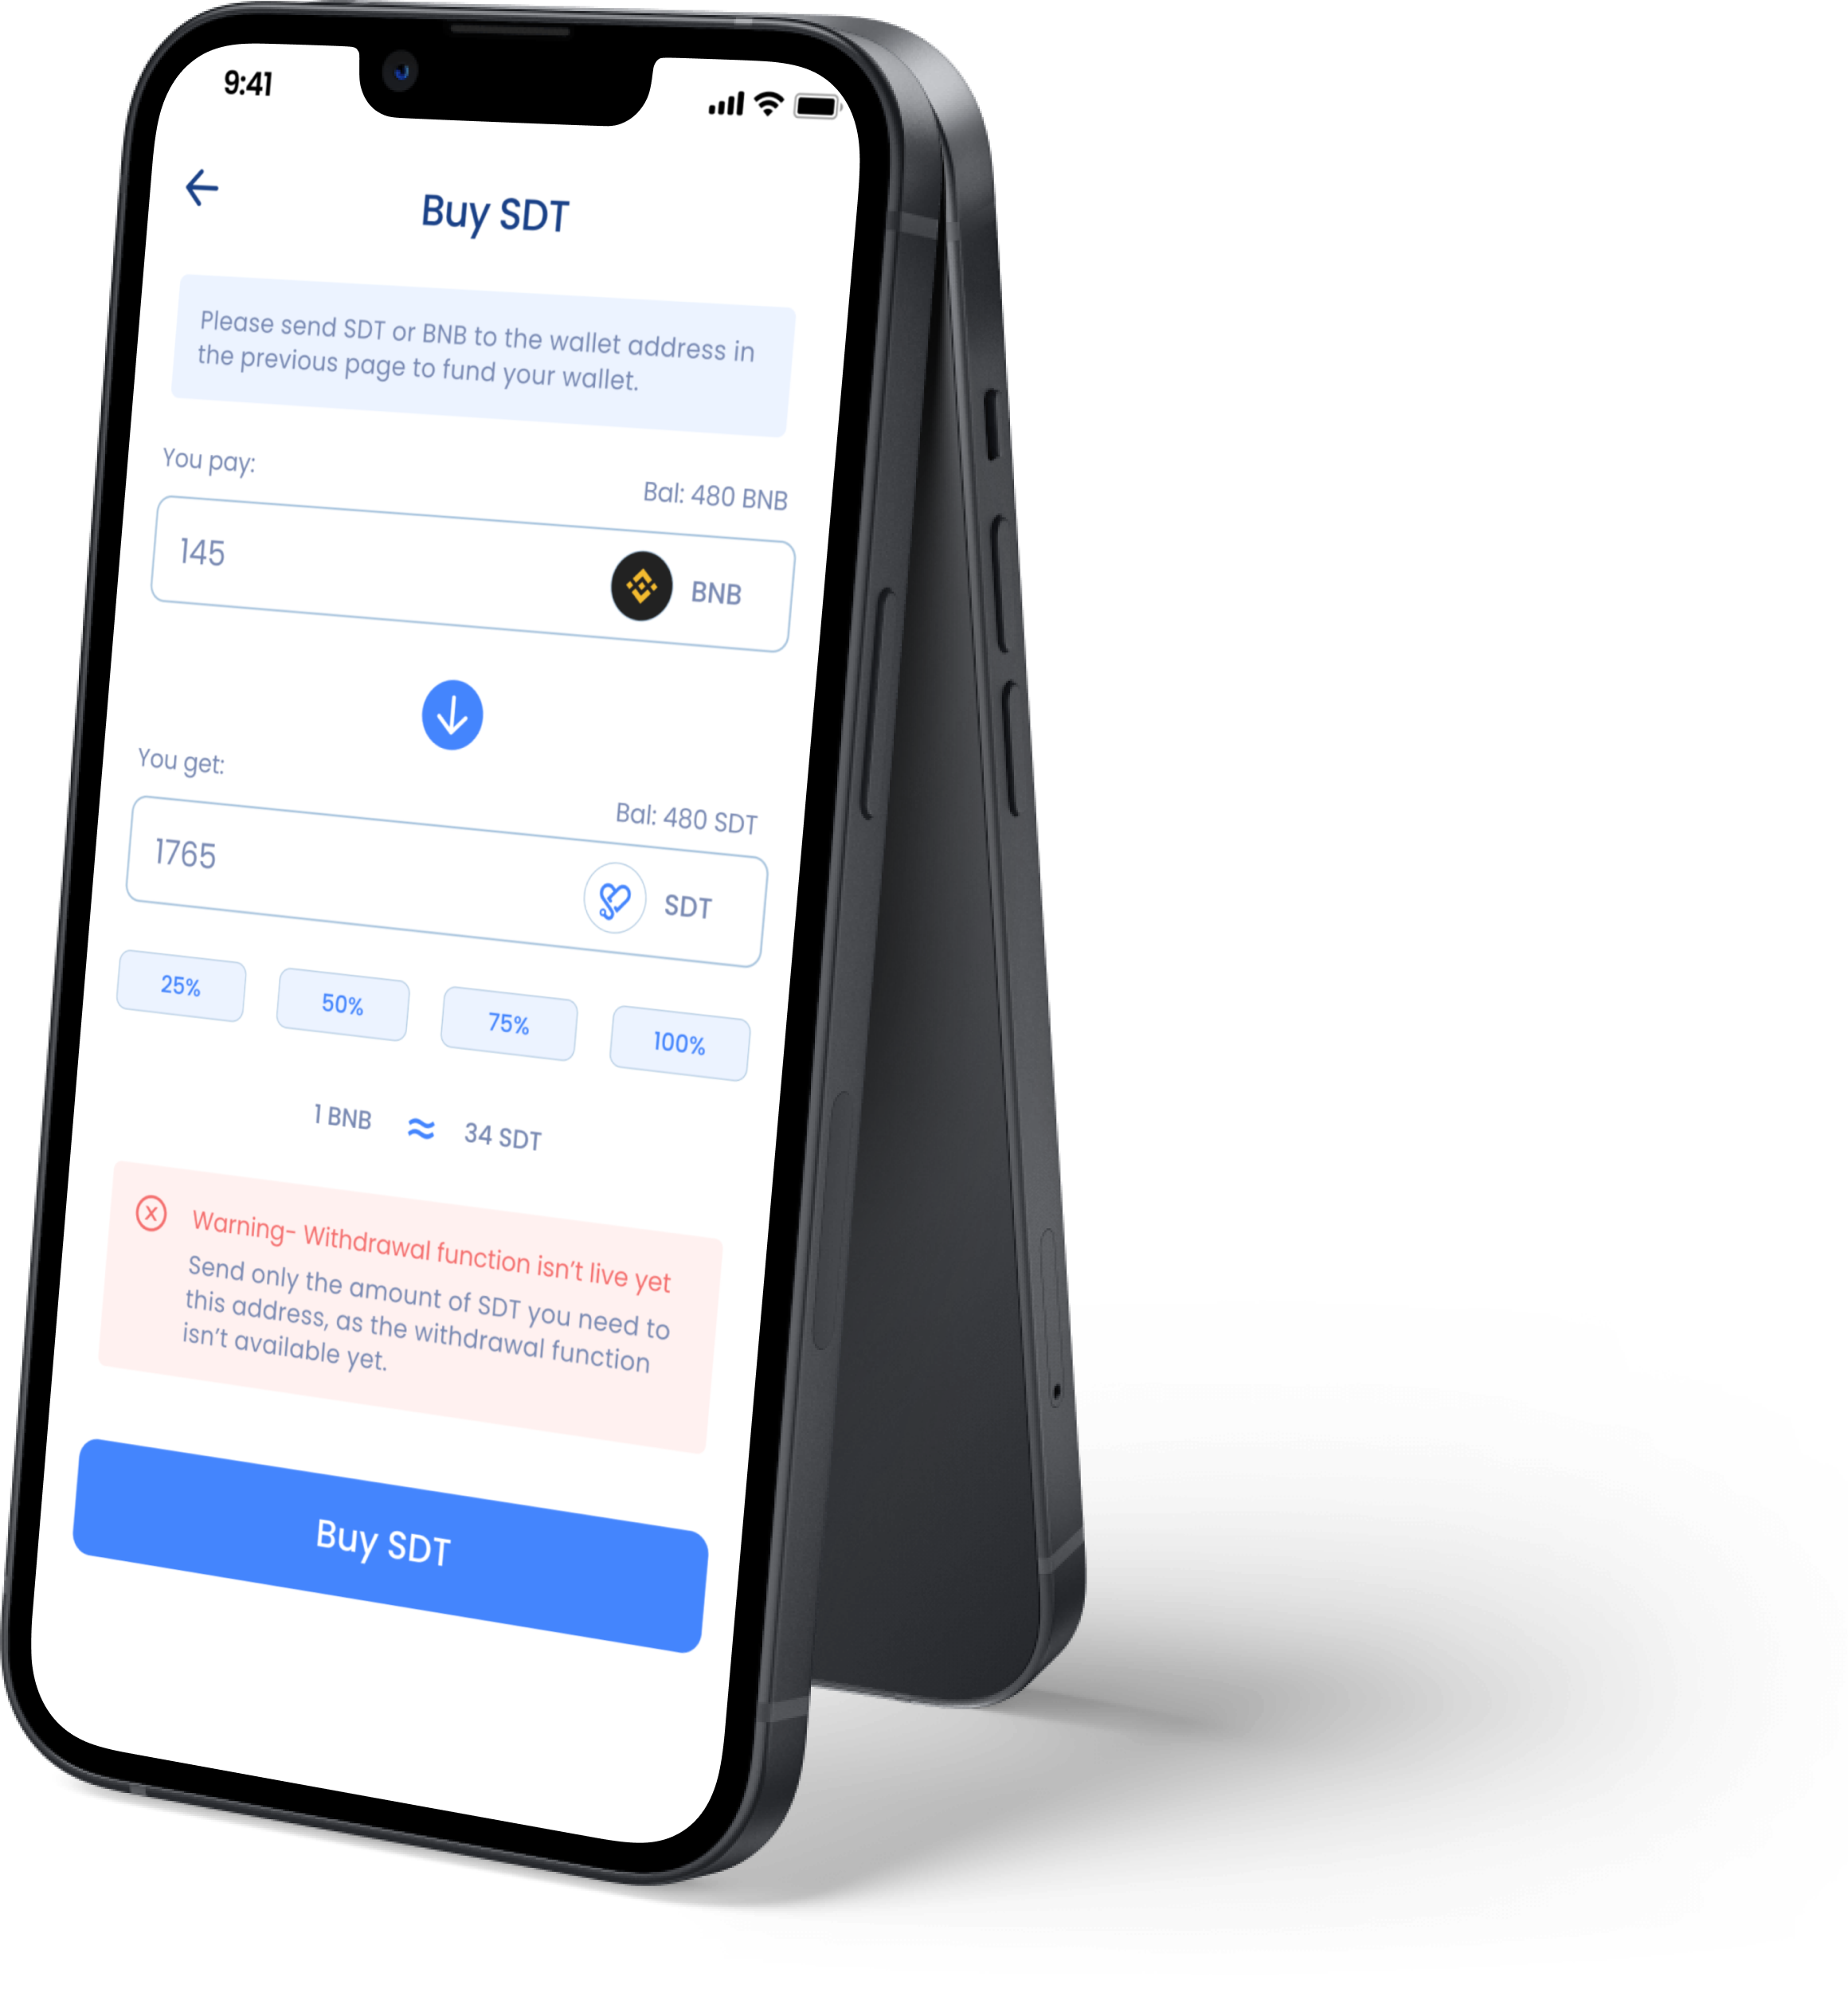 9:41
Buy SDT
Please send SDT or BNB to the wallet address in
the previous page to fund your wallet.
You pay:
Bal: 480 BNB
145
BNB
You get:
Bal: 480 SDT
1765
SDT
25%
50%
75%
100%
1 BNB ≈ 34 SDT
Warning- Withdrawal function isn't live yet
Send only the amount of SDT you need to
this address, as the withdrawal function
isn't available yet.
Buy SDT